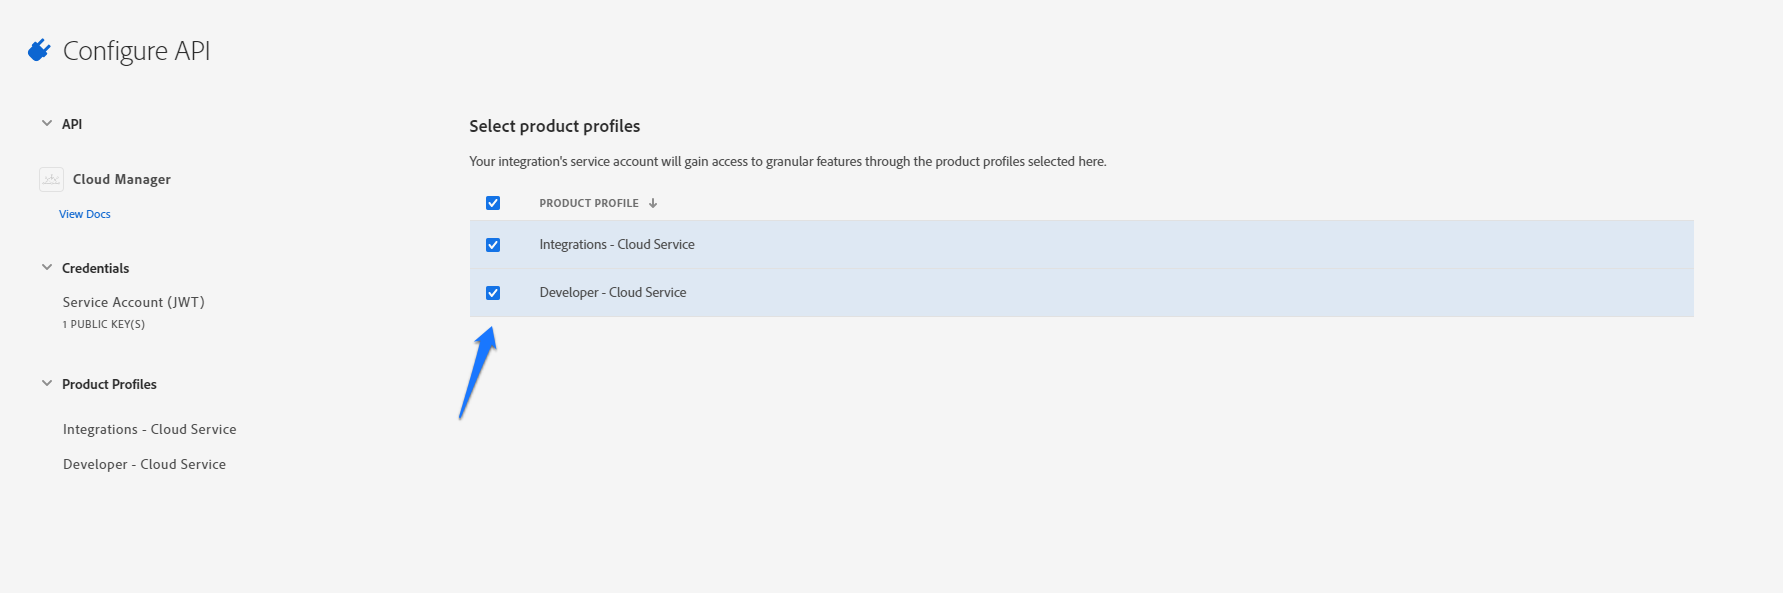 Configure API
API
Cloud Manager
View Docs
Credentials
Service Account (JWT)
1 PUBLIC KEY(S)
Product Profiles
Integrations - Cloud Service
Developer - Cloud Service
Select product profiles
Your integration's service account will gain access to granular features through the product profiles selected here.
PRODUCT PROFILE
Integrations - Cloud Service
Developer - Cloud Service